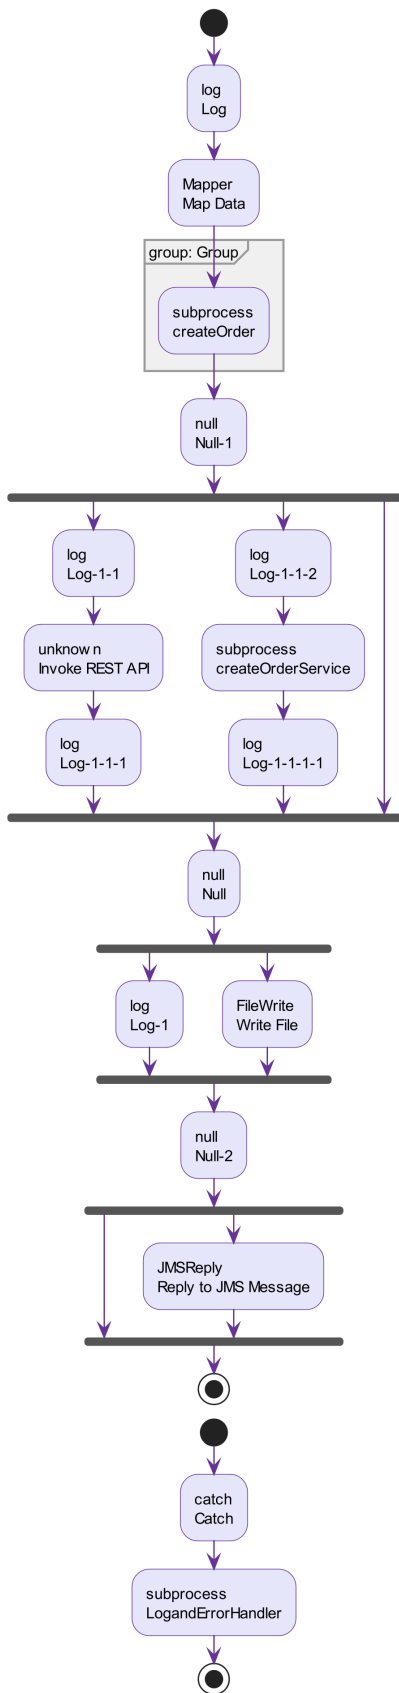 log
Log
Mapper
Map Data
group: Group
subprocess
createOrder
null
Null-1
log
Log-1-1
log
Log-1-1-2
unknown
Invoke REST API
subprocess
createOrderService
log
Log-1-1-1
log
Log-1-1-1-1
null
Null
log
Log-1
FileWrite
Write File
null
Null-2
JMSReply
Reply to JMS Message
catch
Catch
subprocess
LogandErrorHandler